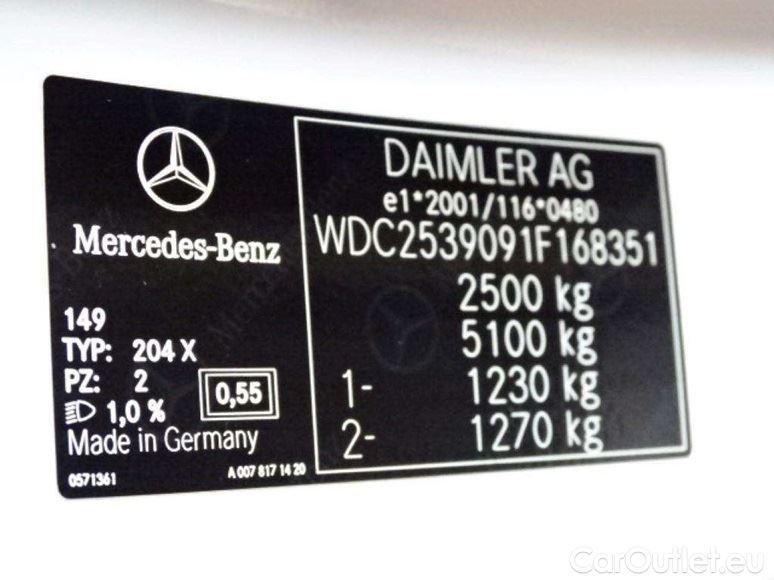 Mercedes-Benz
149
TYP: 204 X
PZ: 2
1,0 %
0,55
Made in Germany
0571361
A 007 817 14 20
DAIMLER AG
e1*2001/116*0480
WDC2539091F168351
2500 kg
5100 kg
1- 1230 kg
2- 1270 kg
CarOutlet.eu